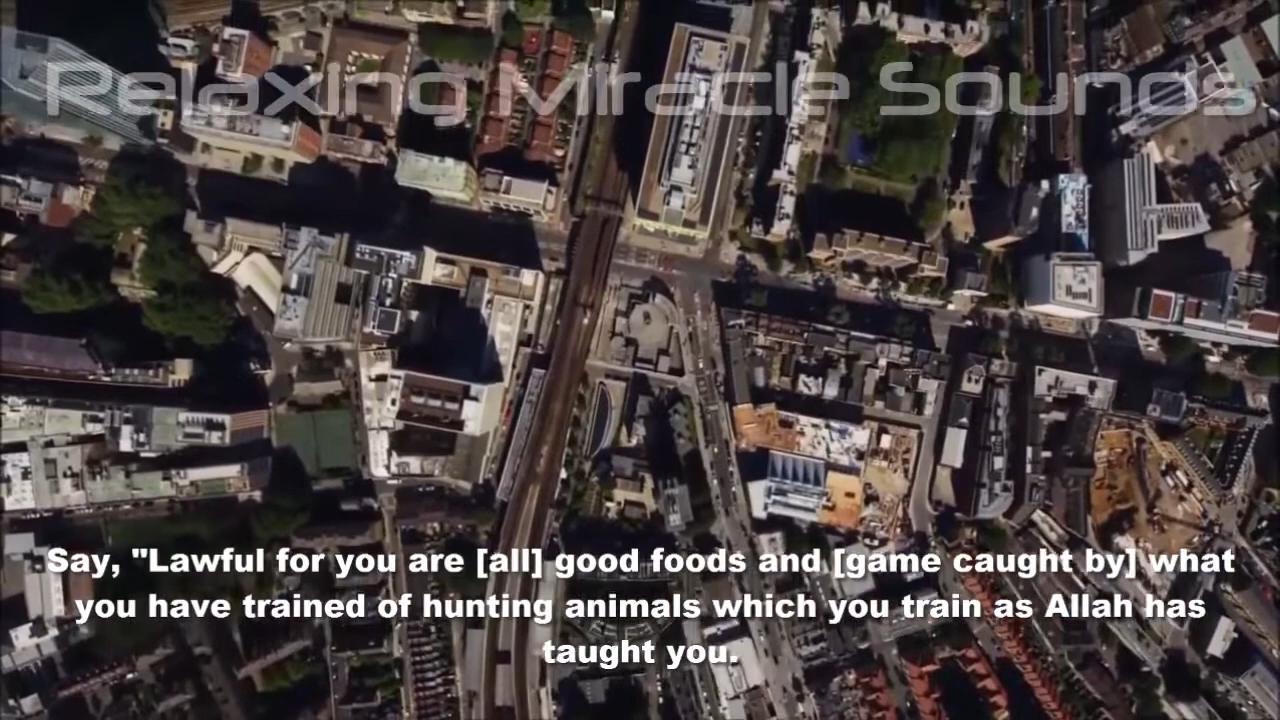 Relaxing Miracle Sounds
Say, "Lawful for you are [all] good foods and [game caught by] what
you have trained of hunting animals which you train as Allah has
taught you.